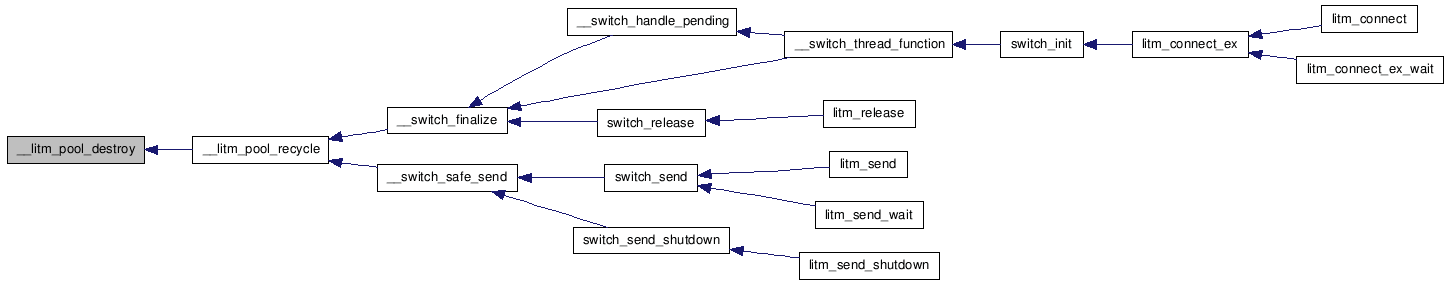 __switch_handle_pending
litm_connect
__switch_thread_function
switch_init
litm_connect_ex
litm_connect_ex_wait
__switch_finalize
switch_release
litm_release
__litm_pool_destroy
__litm_pool_recycle
__switch_safe_send
switch_send
litm_send
litm_send_wait
switch_send_shutdown
litm_send_shutdown